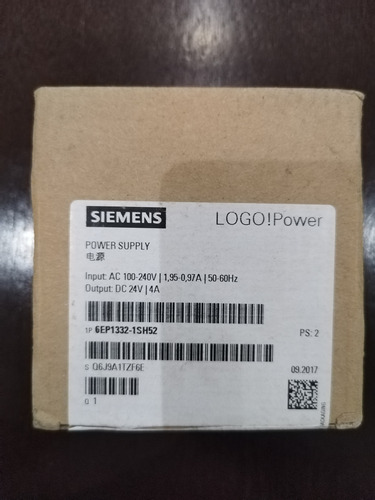 SIEMENS LOGO!Power
POWER SUPPLY
电源
Input: AC 100-240V | 1,95-0,97A | 50-60Hz
Output: DC 24V | 4A
1P 6EP1332-1SH52 PS: 2
S Q6J9A1TZF6E 09.2017
Q 1